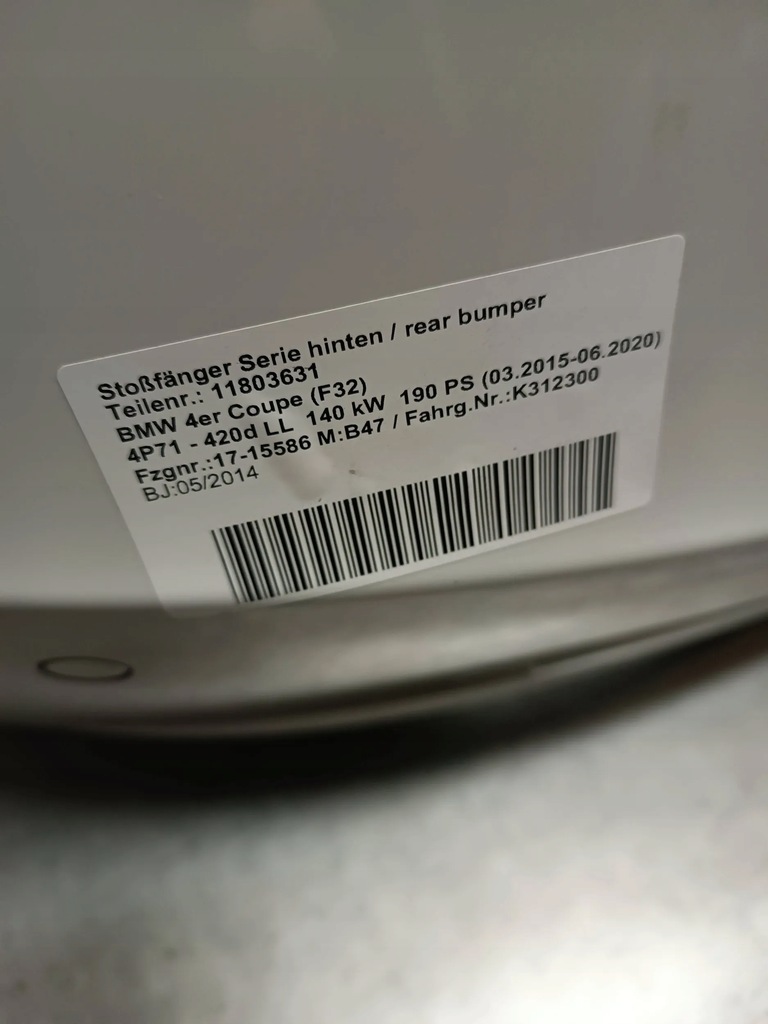 Stoßfänger Serie hinten / rear bumper
Teilenr.: 11803631
BMW 4er Coupe (F32)
4P71 - 420d LL 140 kW 190 PS (03.2015-06.2020)
Fzgnr.:17-15586 M:B47 / Fahrg.Nr.:K312300
BJ:05/2014